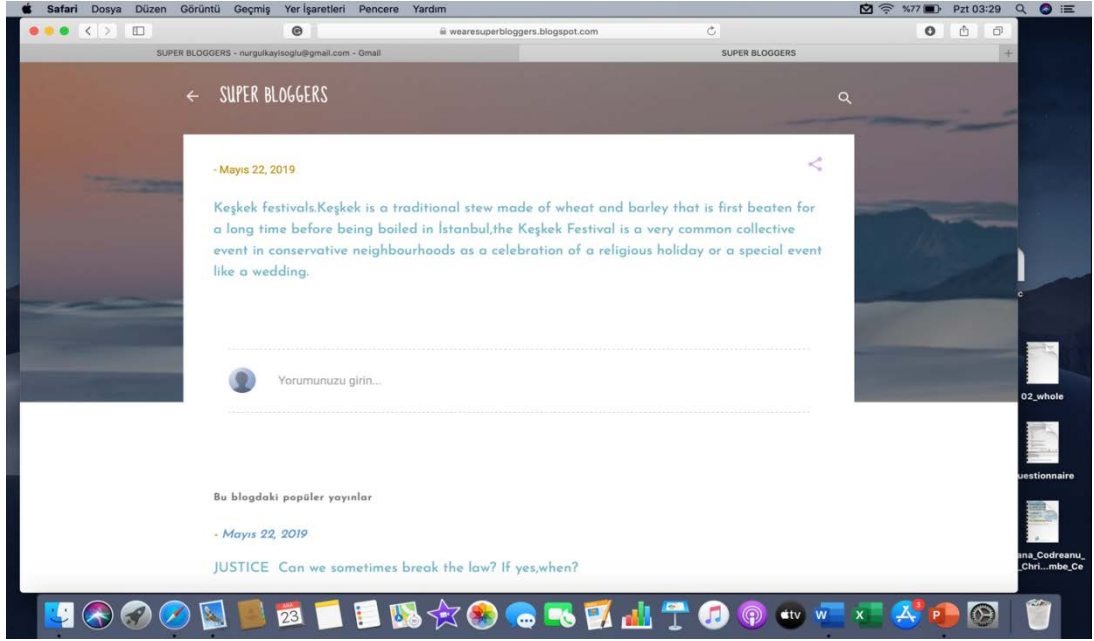 Safari Dosya Düzen Görüntü Geçmiş Yer İşaretleri Pencere Yardım %77 Pzt 03:29
wearesuperbloggers.blogspot.com
SUPER BLOGGERS - nurgulkayisoglu@gmail.com - Gmail SUPER BLOGGERS
SUPER BLOGGERS
- Mayıs 22, 2019
Keşkek festivals.Keşkek is a traditional stew made of wheat and barley that is first beaten for
a long time before being boiled in İstanbul,the Keşkek Festival is a very common collective
event in conservative neighbourhoods as a celebration of a religious holiday or a special event
like a wedding.
c
Yorumunuzu girin...
02_whole
uestionnaire
Bu blogdaki popüler yayınlar
- Mayıs 22, 2019
ana_Codreanu_
_Chri...mbe_Ce
JUSTICE Can we sometimes break the law? If yes,when?
ARA
23
tv
W
X
3
P